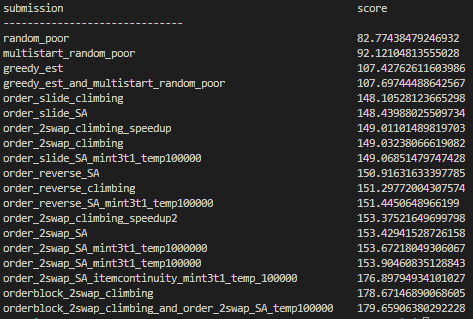 submission score
------------------------------
random_poor 82.77438479246932
multistart_random_poor 92.12104813555028
greedy_est 107.42762611603986
greedy_est_and_multistart_random_poor 107.69744488642567
order_slide_climbing 148.10528123665298
order_slide_SA 148.43988025509734
order_2swap_climbing_speedup 149.01101489819703
order_2swap_climbing 149.03238066619082
order_slide_SA_mint3t1_temp100000 149.06851479747428
order_reverse_SA 150.91631633397785
order_reverse_climbing 151.29772004307574
order_reverse_SA_mint3t1_temp100000 151.4450648966199
order_2swap_climbing_speedup2 153.37521649699798
order_2swap_SA 153.42941528726158
order_2swap_SA_mint3t1_temp1000000 153.67218049306067
order_2swap_SA_mint3t1_temp100000 153.90460835128843
order_2swap_SA_itemcontinuity_mint3t1_temp_100000 176.89794934101027
orderblock_2swap_climbing 178.67146890068605
orderblock_2swap_climbing_and_order_2swap_SA_temp100000 179.65906380292228